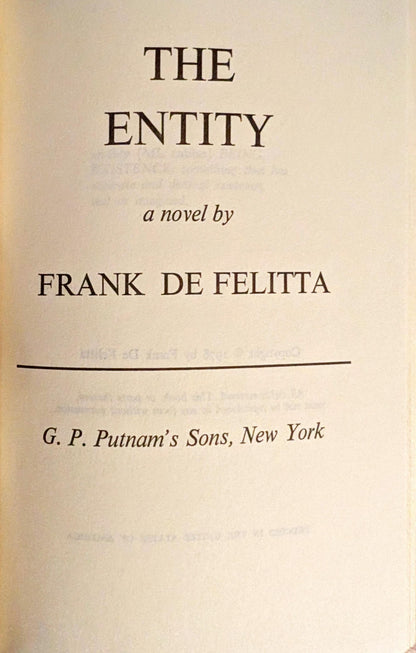 THE
ENTITY
a novel by
FRANK DE FELITTA
G. P. Putnam's Sons, New York